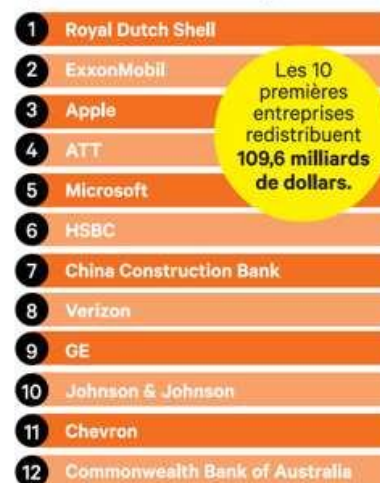 1 Royal Dutch Shell
2 ExxonMobil
3 Apple
4 ATT
5 Microsoft
6 HSBC
7 China Construction Bank
8 Verizon
9 GE
10 Johnson & Johnson
11 Chevron
12 Commonwealth Bank of Australia
Les 10
premières
entreprises
redistribuent
109,6 milliards
de dollars.